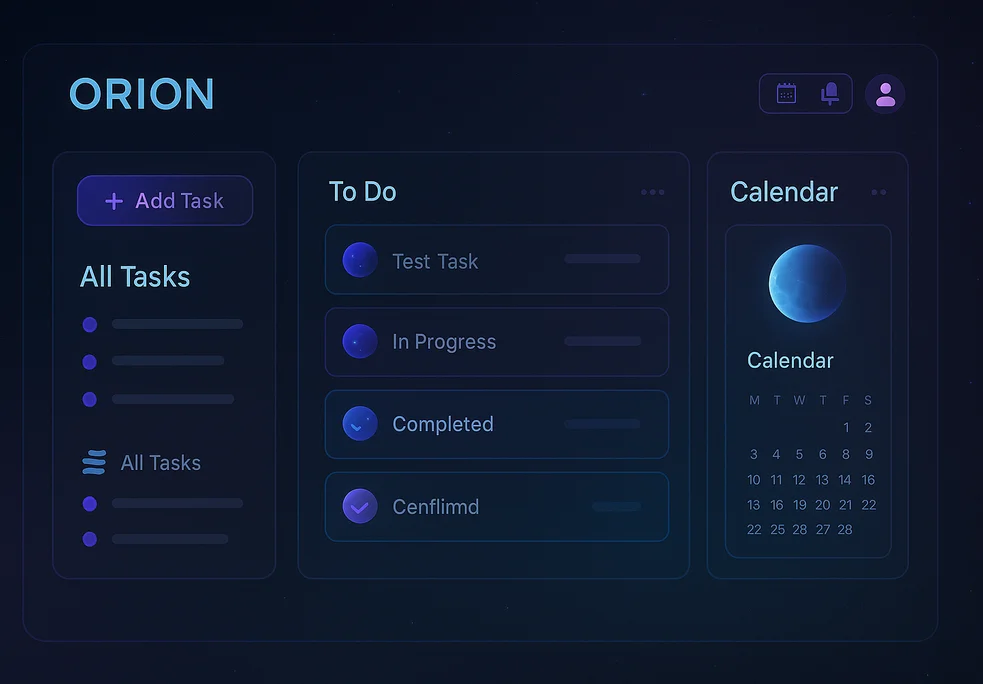 ORION
+ Add Task
All Tasks
All Tasks
To Do
Test Task
In Progress
Completed
Cenflimd
Calendar
Calendar
M T W T F S
1 2
3 4 5 6 8 9
10 11 12 13 14 16
13 16 19 20 21 22
22 25 28 27 28